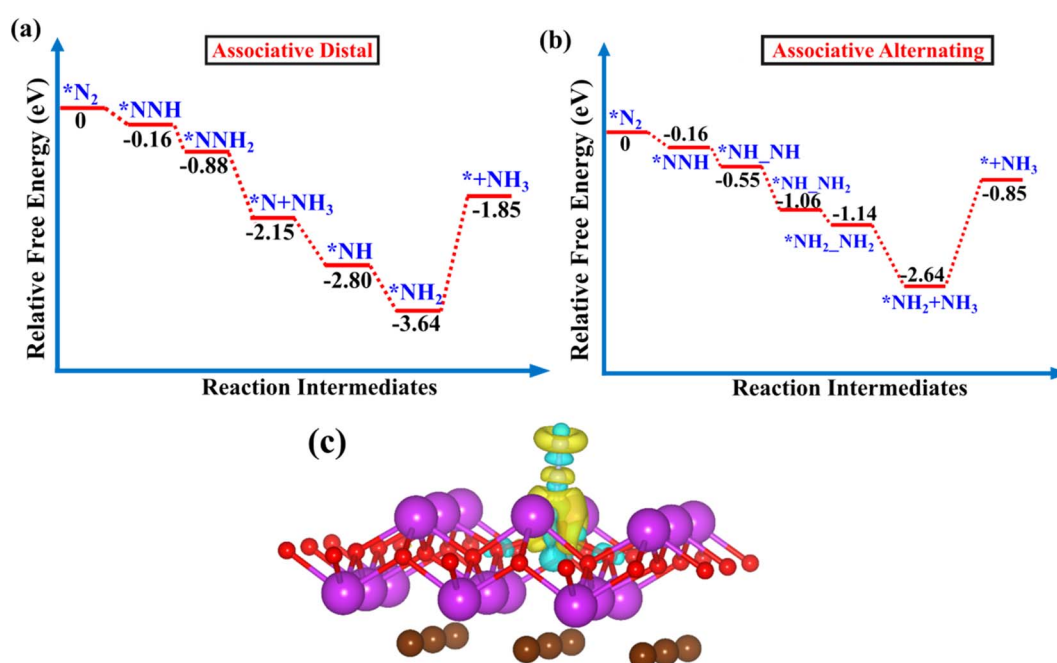 (a)
Associative Distal
Relative Free Energy (eV)
*N₂
0
*NNH
-0.16
*NNH₂
-0.88
*N+NH₃
-2.15
*NH
-2.80
*NH₂
-3.64
*+NH₃
-1.85
Reaction Intermediates
(b)
Associative Alternating
Relative Free Energy (eV)
*N₂
0
-0.16
*NNH
*NH_NH
-0.55
*NH_NH₂
-1.06
-1.14
*NH₂_NH₂
-2.64
*NH₂+NH₃
*+NH₃
-0.85
Reaction Intermediates
(c)